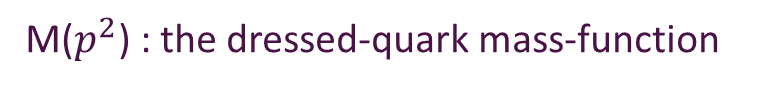 M(p²) : the dressed-quark mass-function